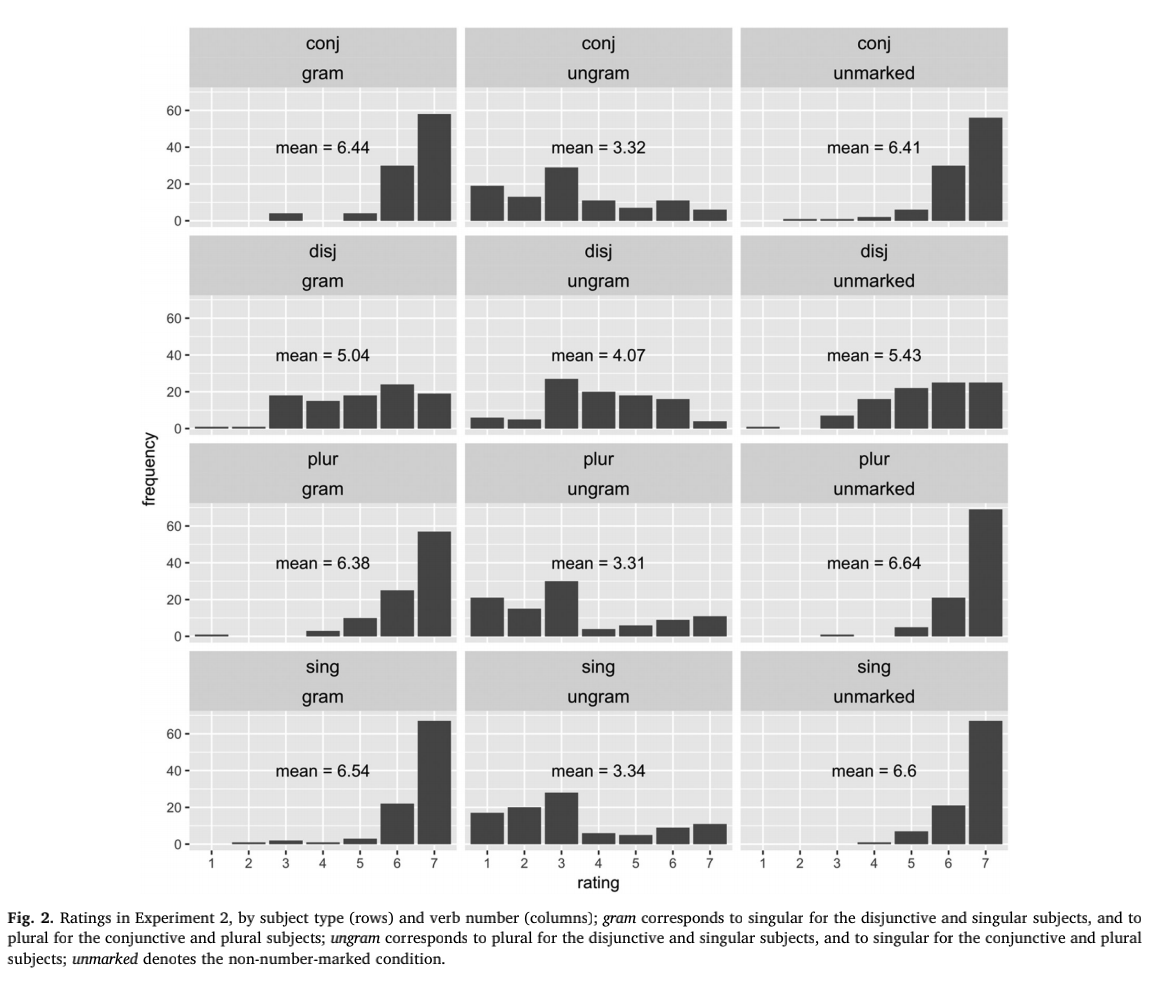 conj conj conj
gram ungram unmarked
60
40
20
0
mean = 6.44 mean = 3.32 mean = 6.41
disj disj disj
gram ungram unmarked
60
40
20
0
mean = 5.04 mean = 4.07 mean = 5.43
frequency
plur plur plur
gram ungram unmarked
60
40
20
0
mean = 6.38 mean = 3.31 mean = 6.64
sing sing sing
gram ungram unmarked
60
40
20
0
mean = 6.54 mean = 3.34 mean = 6.6
1 2 3 4 5 6 7 1 2 3 4 5 6 7 1 2 3 4 5 6 7
rating
Fig. 2. Ratings in Experiment 2, by subject type (rows) and verb number (columns); gram corresponds to singular for the disjunctive and singular subjects, and to
plural for the conjunctive and plural subjects; ungram corresponds to plural for the disjunctive and singular subjects, and to singular for the conjunctive and plural
subjects; unmarked denotes the non-number-marked condition.